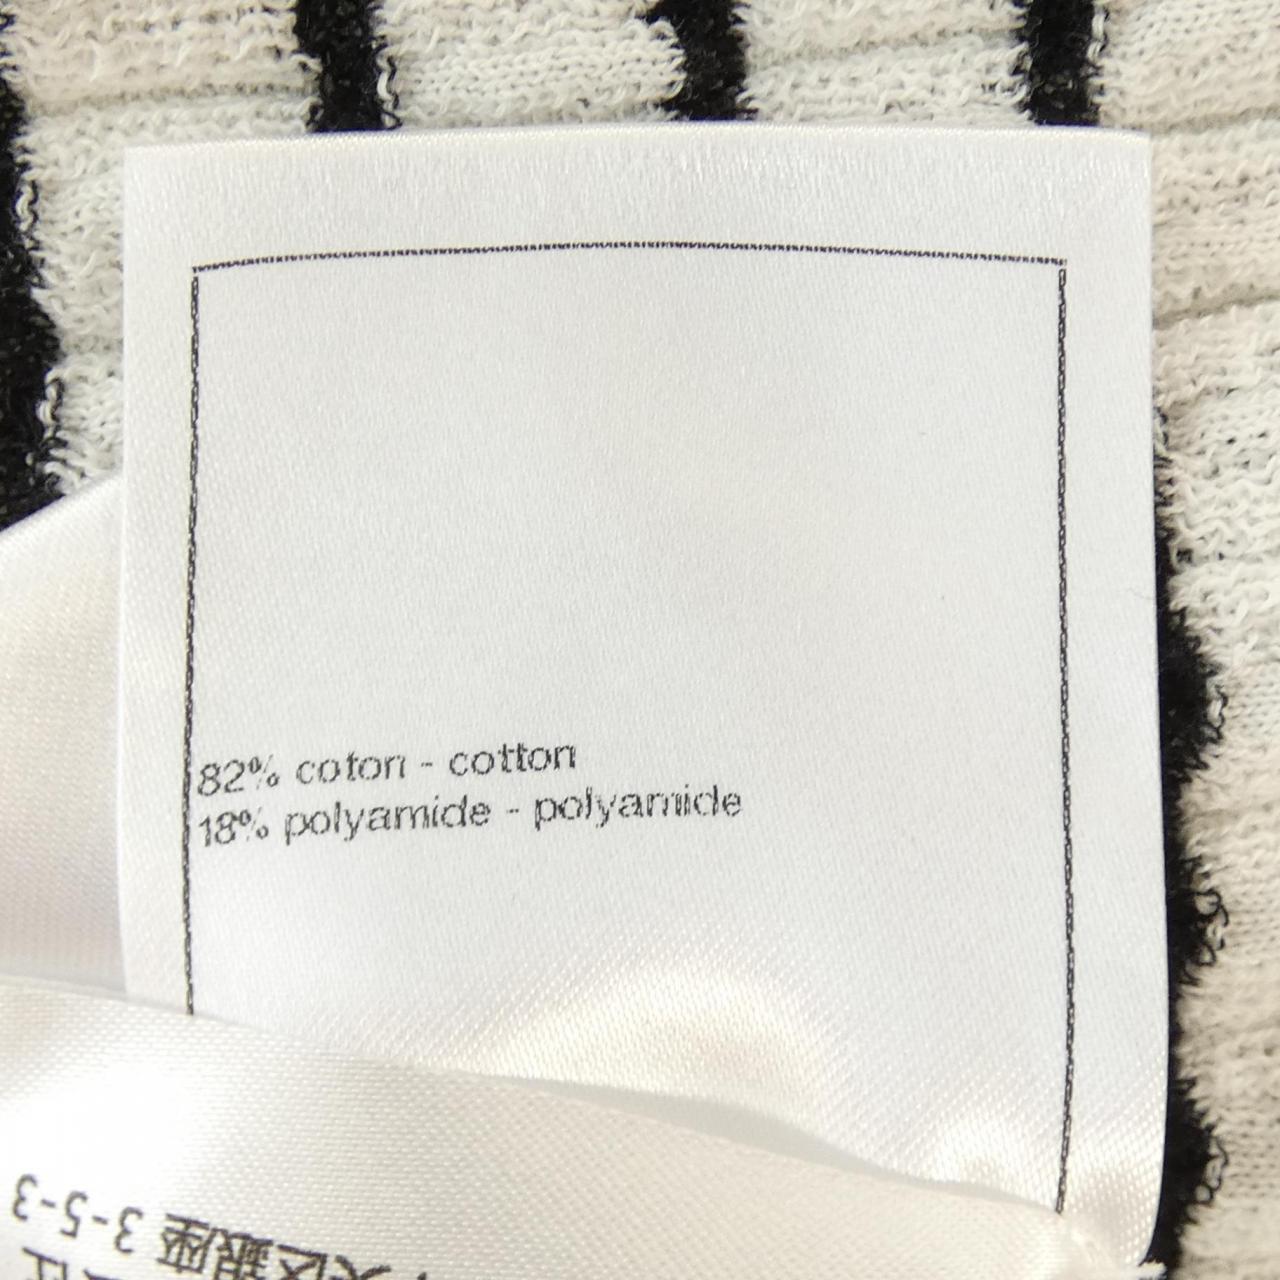 82% coton - cotton
18% polyamide - polyamide
区銀座 3-5-3